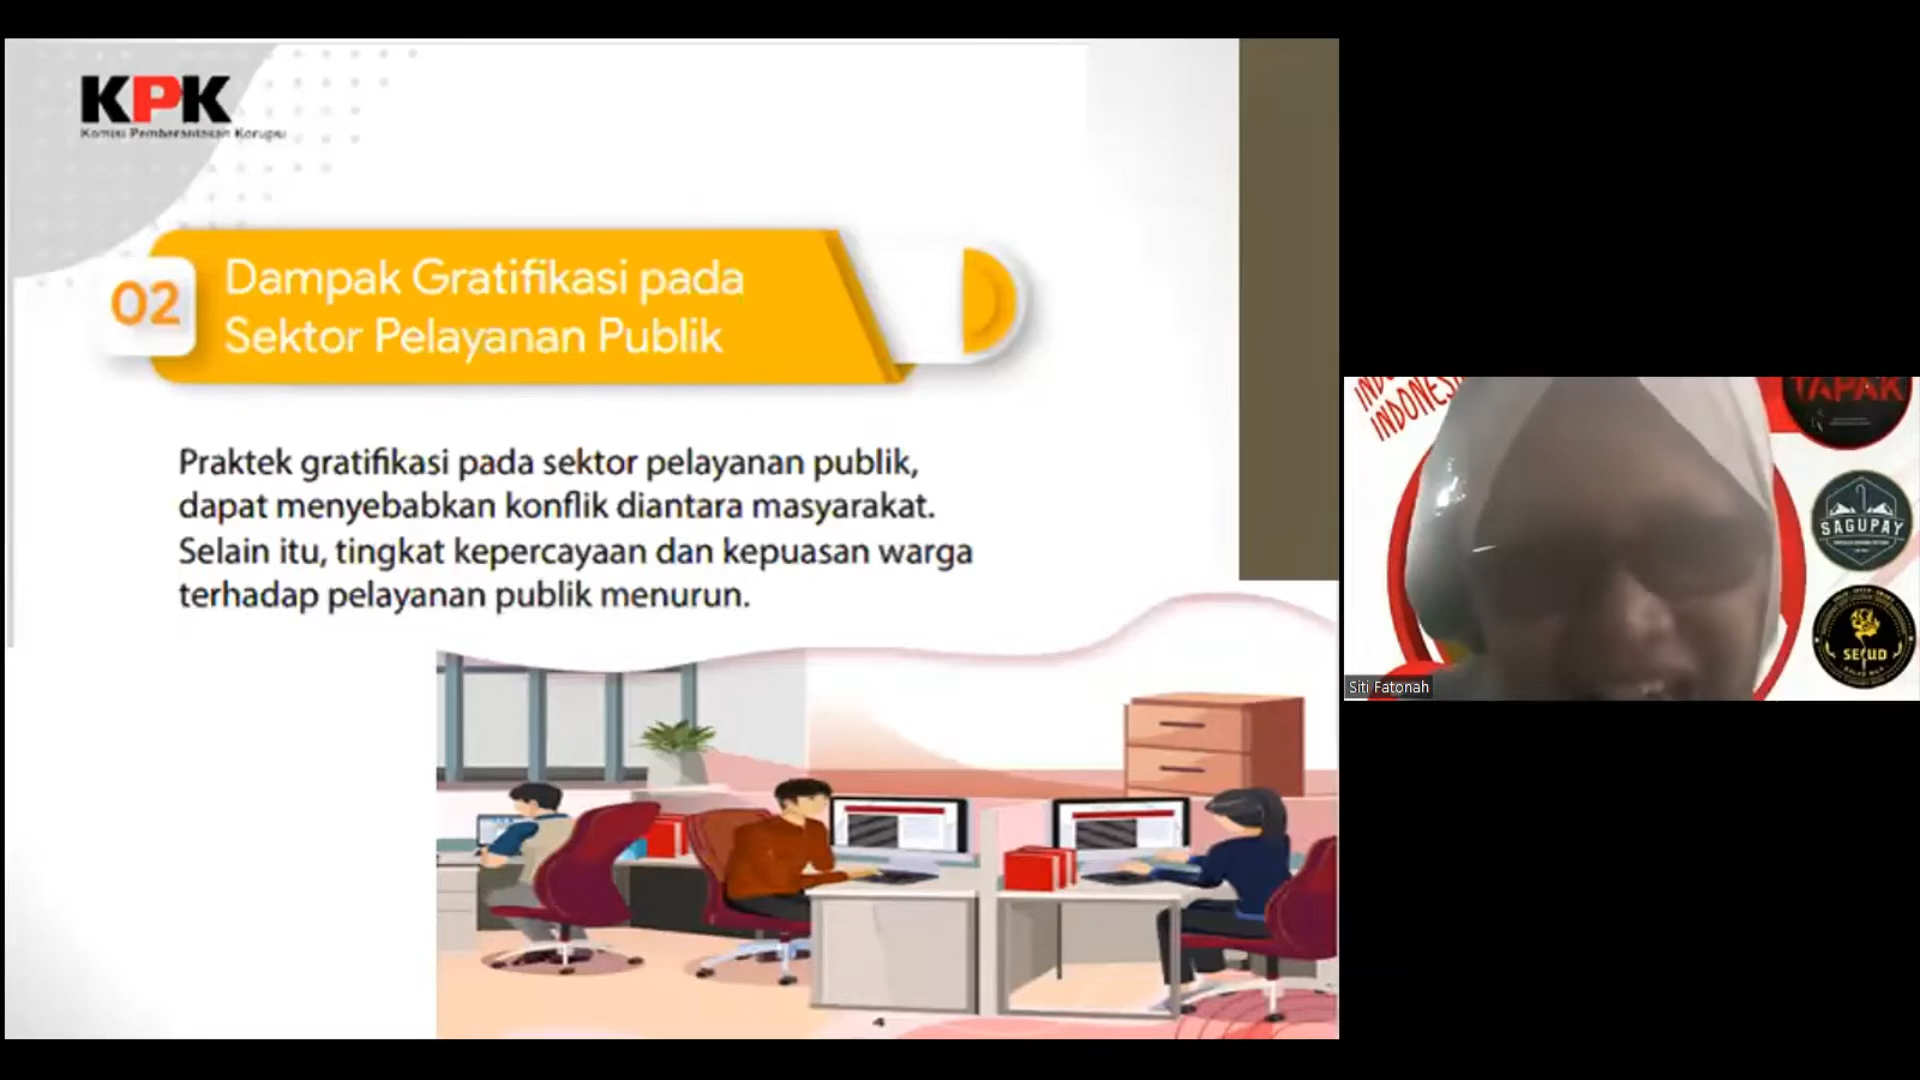 KPK
Komisi Pemberantasan Korupsi
02
Dampak Gratifikasi pada
Sektor Pelayanan Publik
Praktek gratifikasi pada sektor pelayanan publik,
dapat menyebabkan konflik diantara masyarakat.
Selain itu, tingkat kepercayaan dan kepuasan warga
terhadap pelayanan publik menurun.
4
INDONESIA
TAPAK
SAGUPAY
Siti Fatonah